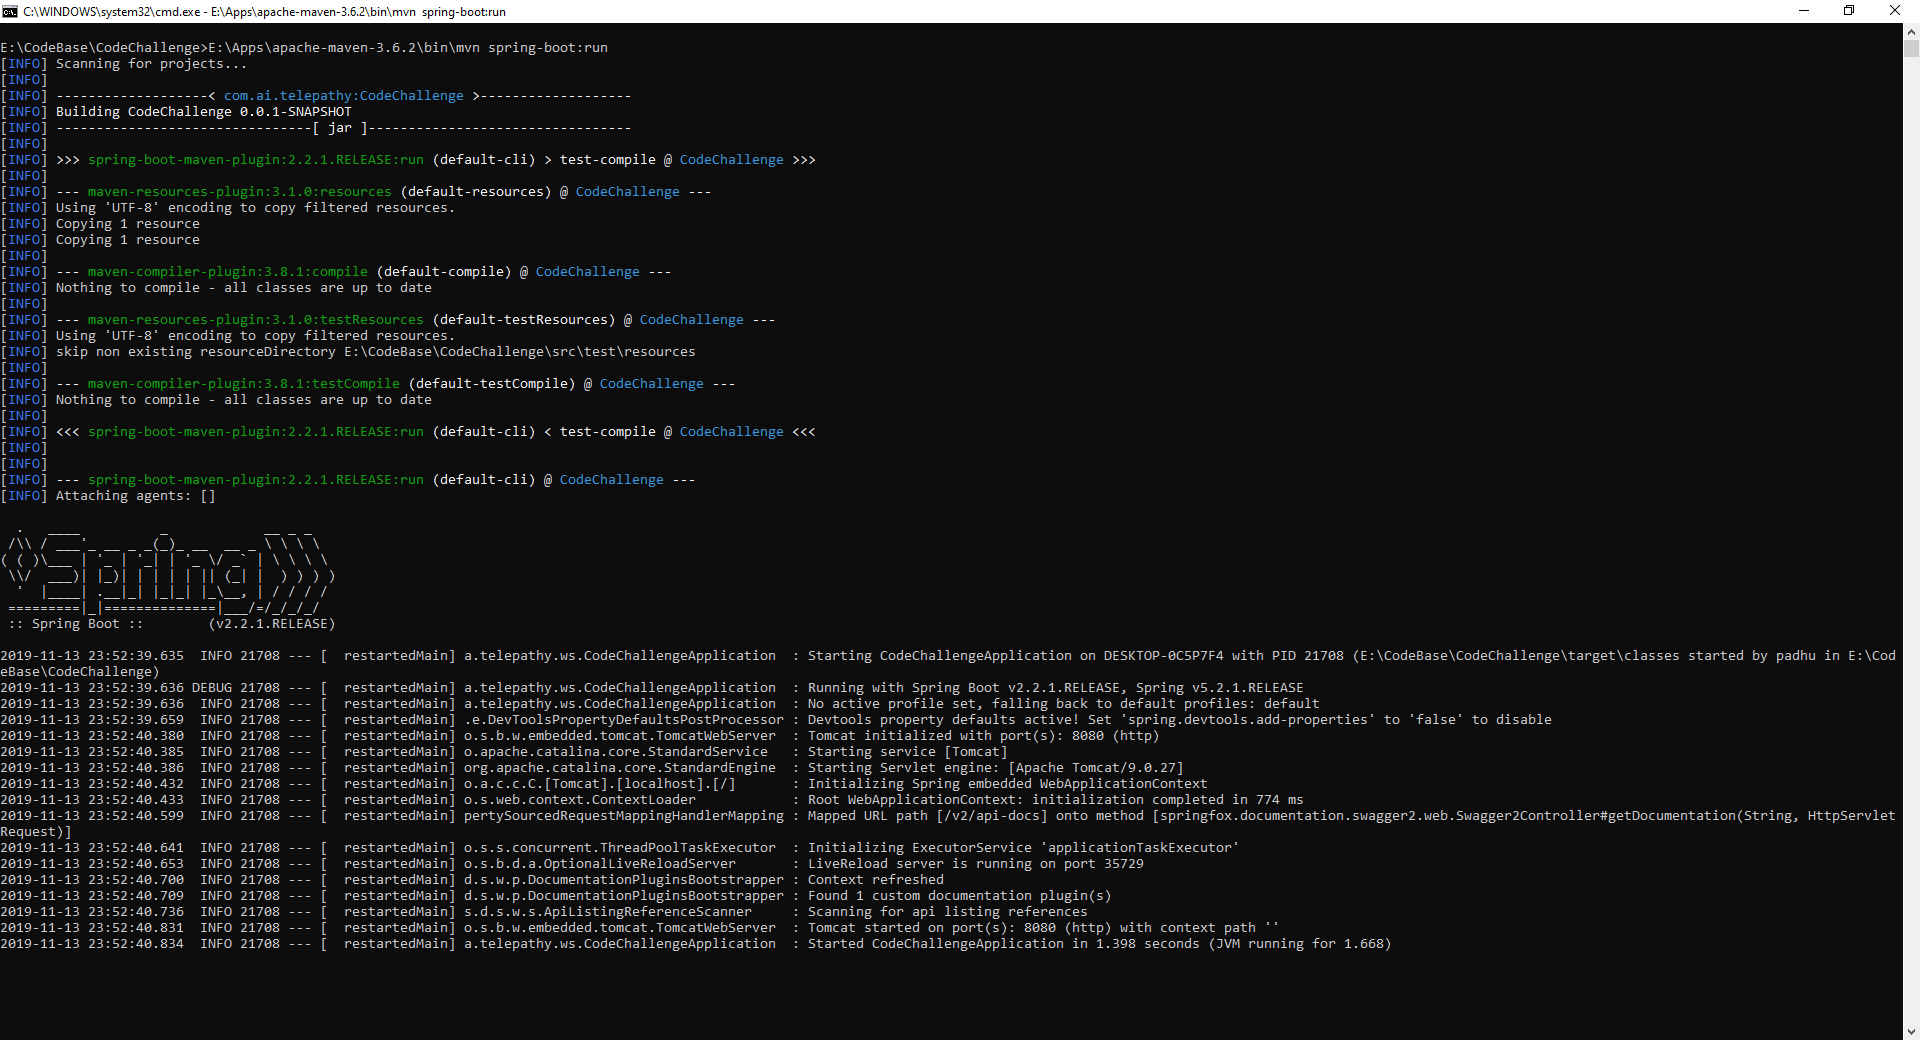 C:\WINDOWS\system32\cmd.exe - E:\Apps\apache-maven-3.6.2\bin\mvn  spring-boot:run
E:\CodeBase\CodeChallenge>E:\Apps\apache-maven-3.6.2\bin\mvn spring-boot:run
[INFO] Scanning for projects...
[INFO]
[INFO] -------------------< com.ai.telepathy:CodeChallenge >-------------------
[INFO] Building CodeChallenge 0.0.1-SNAPSHOT
[INFO] --------------------------------[ jar ]---------------------------------
[INFO]
[INFO] >>> spring-boot-maven-plugin:2.2.1.RELEASE:run (default-cli) > test-compile @ CodeChallenge >>>
[INFO]
[INFO] --- maven-resources-plugin:3.1.0:resources (default-resources) @ CodeChallenge ---
[INFO] Using 'UTF-8' encoding to copy filtered resources.
[INFO] Copying 1 resource
[INFO] Copying 1 resource
[INFO]
[INFO] --- maven-compiler-plugin:3.8.1:compile (default-compile) @ CodeChallenge ---
[INFO] Nothing to compile - all classes are up to date
[INFO]
[INFO] --- maven-resources-plugin:3.1.0:testResources (default-testResources) @ CodeChallenge ---
[INFO] Using 'UTF-8' encoding to copy filtered resources.
[INFO] skip non existing resourceDirectory E:\CodeBase\CodeChallenge\src\test\resources
[INFO]
[INFO] --- maven-compiler-plugin:3.8.1:testCompile (default-testCompile) @ CodeChallenge ---
[INFO] Nothing to compile - all classes are up to date
[INFO]
[INFO] <<< spring-boot-maven-plugin:2.2.1.RELEASE:run (default-cli) < test-compile @ CodeChallenge <<<
[INFO]
[INFO]
[INFO] --- spring-boot-maven-plugin:2.2.1.RELEASE:run (default-cli) @ CodeChallenge ---
[INFO] Attaching agents: []
  .   ____          _            __ _ _
 /\\ / ___'_ __ _ _(_)_ __  __ _ \ \ \ \
( ( )\___ | '_ | '_| | '_ \/ _` | \ \ \ \
 \\/  ___)| |_)| | | | | || (_| |  ) ) ) )
  '  |____| .__|_| |_|_| |_\__, | / / / /
 =========|_|==============|___/=/_/_/_/
 :: Spring Boot ::        (v2.2.1.RELEASE)
2019-11-13 23:52:39.635  INFO 21708 --- [  restartedMain] a.telepathy.ws.CodeChallengeApplication  : Starting CodeChallengeApplication on DESKTOP-0C5P7F4 with PID 21708 (E:\CodeBase\CodeChallenge\target\classes started by padhu in E:\Cod
eBase\CodeChallenge)
2019-11-13 23:52:39.636 DEBUG 21708 --- [  restartedMain] a.telepathy.ws.CodeChallengeApplication  : Running with Spring Boot v2.2.1.RELEASE, Spring v5.2.1.RELEASE
2019-11-13 23:52:39.636  INFO 21708 --- [  restartedMain] a.telepathy.ws.CodeChallengeApplication  : No active profile set, falling back to default profiles: default
2019-11-13 23:52:39.659  INFO 21708 --- [  restartedMain] .e.DevToolsPropertyDefaultsPostProcessor : Devtools property defaults active! Set 'spring.devtools.add-properties' to 'false' to disable
2019-11-13 23:52:40.380  INFO 21708 --- [  restartedMain] o.s.b.w.embedded.tomcat.TomcatWebServer  : Tomcat initialized with port(s): 8080 (http)
2019-11-13 23:52:40.385  INFO 21708 --- [  restartedMain] o.apache.catalina.core.StandardService   : Starting service [Tomcat]
2019-11-13 23:52:40.386  INFO 21708 --- [  restartedMain] org.apache.catalina.core.StandardEngine  : Starting Servlet engine: [Apache Tomcat/9.0.27]
2019-11-13 23:52:40.432  INFO 21708 --- [  restartedMain] o.a.c.c.C.[Tomcat].[localhost].[/]       : Initializing Spring embedded WebApplicationContext
2019-11-13 23:52:40.433  INFO 21708 --- [  restartedMain] o.s.web.context.ContextLoader            : Root WebApplicationContext: initialization completed in 774 ms
2019-11-13 23:52:40.599  INFO 21708 --- [  restartedMain] pertySourcedRequestMappingHandlerMapping : Mapped URL path [/v2/api-docs] onto method [springfox.documentation.swagger2.web.Swagger2Controller#getDocumentation(String, HttpServlet
Request)]
2019-11-13 23:52:40.641  INFO 21708 --- [  restartedMain] o.s.s.concurrent.ThreadPoolTaskExecutor  : Initializing ExecutorService 'applicationTaskExecutor'
2019-11-13 23:52:40.653  INFO 21708 --- [  restartedMain] o.s.b.d.a.OptionalLiveReloadServer       : LiveReload server is running on port 35729
2019-11-13 23:52:40.700  INFO 21708 --- [  restartedMain] d.s.w.p.DocumentationPluginsBootstrapper : Context refreshed
2019-11-13 23:52:40.709  INFO 21708 --- [  restartedMain] d.s.w.p.DocumentationPluginsBootstrapper : Found 1 custom documentation plugin(s)
2019-11-13 23:52:40.736  INFO 21708 --- [  restartedMain] s.d.s.w.s.ApiListingReferenceScanner     : Scanning for api listing references
2019-11-13 23:52:40.831  INFO 21708 --- [  restartedMain] o.s.b.w.embedded.tomcat.TomcatWebServer  : Tomcat started on port(s): 8080 (http) with context path ''
2019-11-13 23:52:40.834  INFO 21708 --- [  restartedMain] a.telepathy.ws.CodeChallengeApplication  : Started CodeChallengeApplication in 1.398 seconds (JVM running for 1.668)